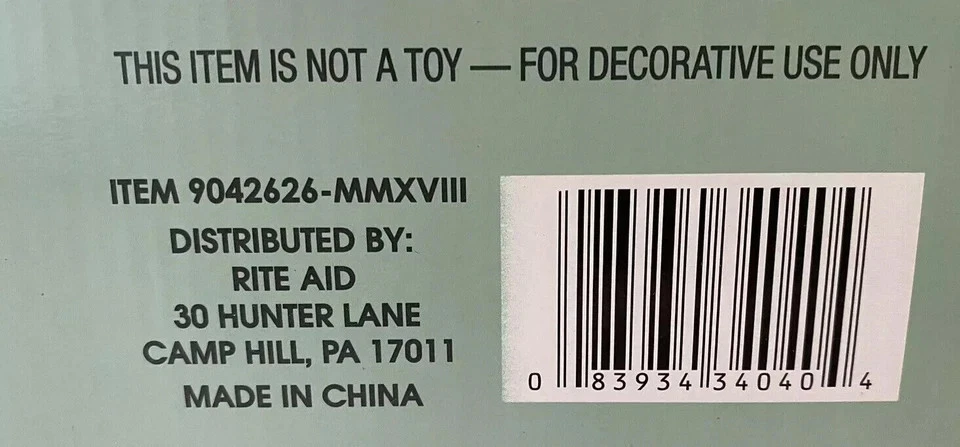 THIS ITEM IS NOT A TOY — FOR DECORATIVE USE ONLY
ITEM 9042626-MMXVIII
DISTRIBUTED BY:
RITE AID
30 HUNTER LANE
CAMP HILL, PA 17011
MADE IN CHINA
0 83934 34040 4